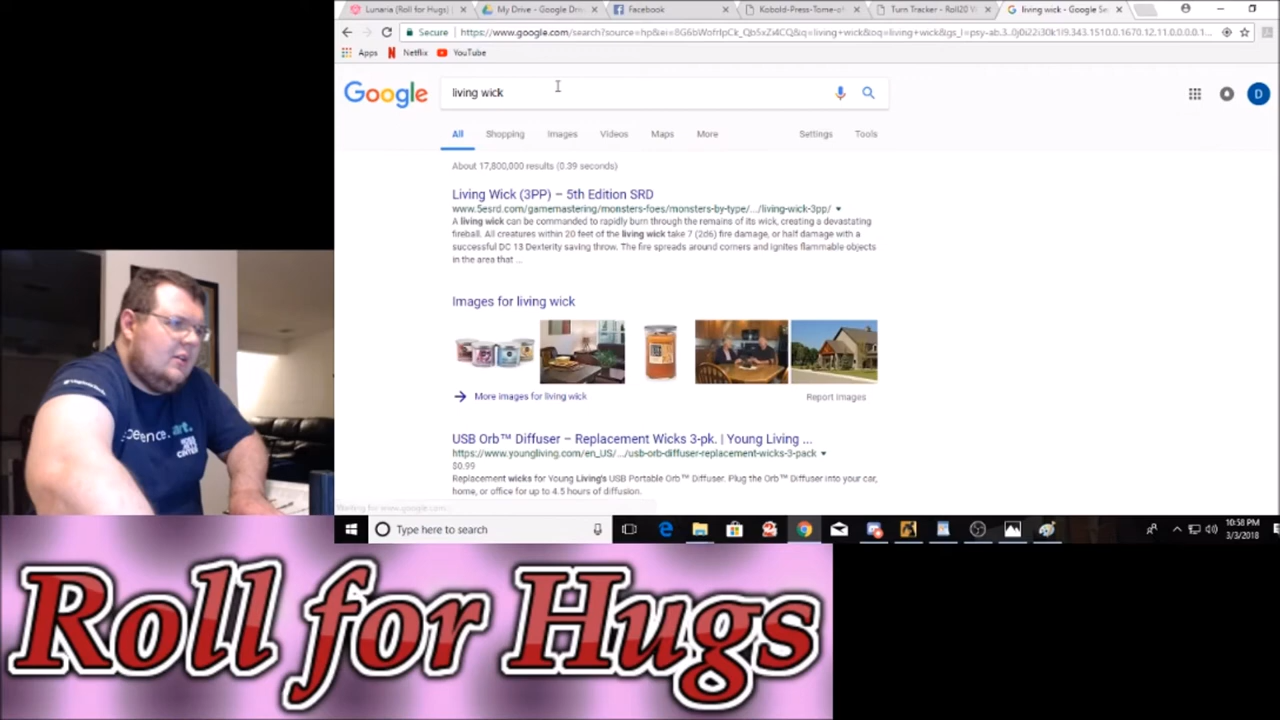 Lunaria (Roll for Hugs) |
My Drive - Google Dri
Facebook
Kobold-Press-Tome-of
Turn Tracker - Roll20
living wick - Google Se
Secure
Apps
Netflix
YouTube
Google
living wick
D
All
Shopping
Images
Videos
Maps
More
Settings
Tools
About 17,800,000 results (0.39 seconds)
Living Wick (3PP) – 5th Edition SRD
www.5esrd.com/gamemastering/monsters-foes/monsters-by-type/.../living-wick-3pp/
A living wick can be commanded to rapidly burn through the remains of its wick, creating a devastating
fireball. All creatures within 20 feet of the living wick take 7 (2d6) fire damage, or half damage with a
successful DC 13 Dexterity saving throw. The fire spreads around corners and ignites flammable objects
in the area that ...
Images for living wick
More images for living wick
Report images
USB Orb™ Diffuser – Replacement Wicks 3-pk. | Young Living ...
https://www.youngliving.com/en_US/.../usb-orb-diffuser-replacement-wicks-3-pack
$0.99
Replacement wicks for Young Living's USB Portable Orb™ Diffuser. Plug the Orb™ Diffuser into your car,
home, or office for up to 4.5 hours of diffusion.
Waiting for www.google.com...
Type here to search
10:58 PM
3/3/2018
Roll for Hugs